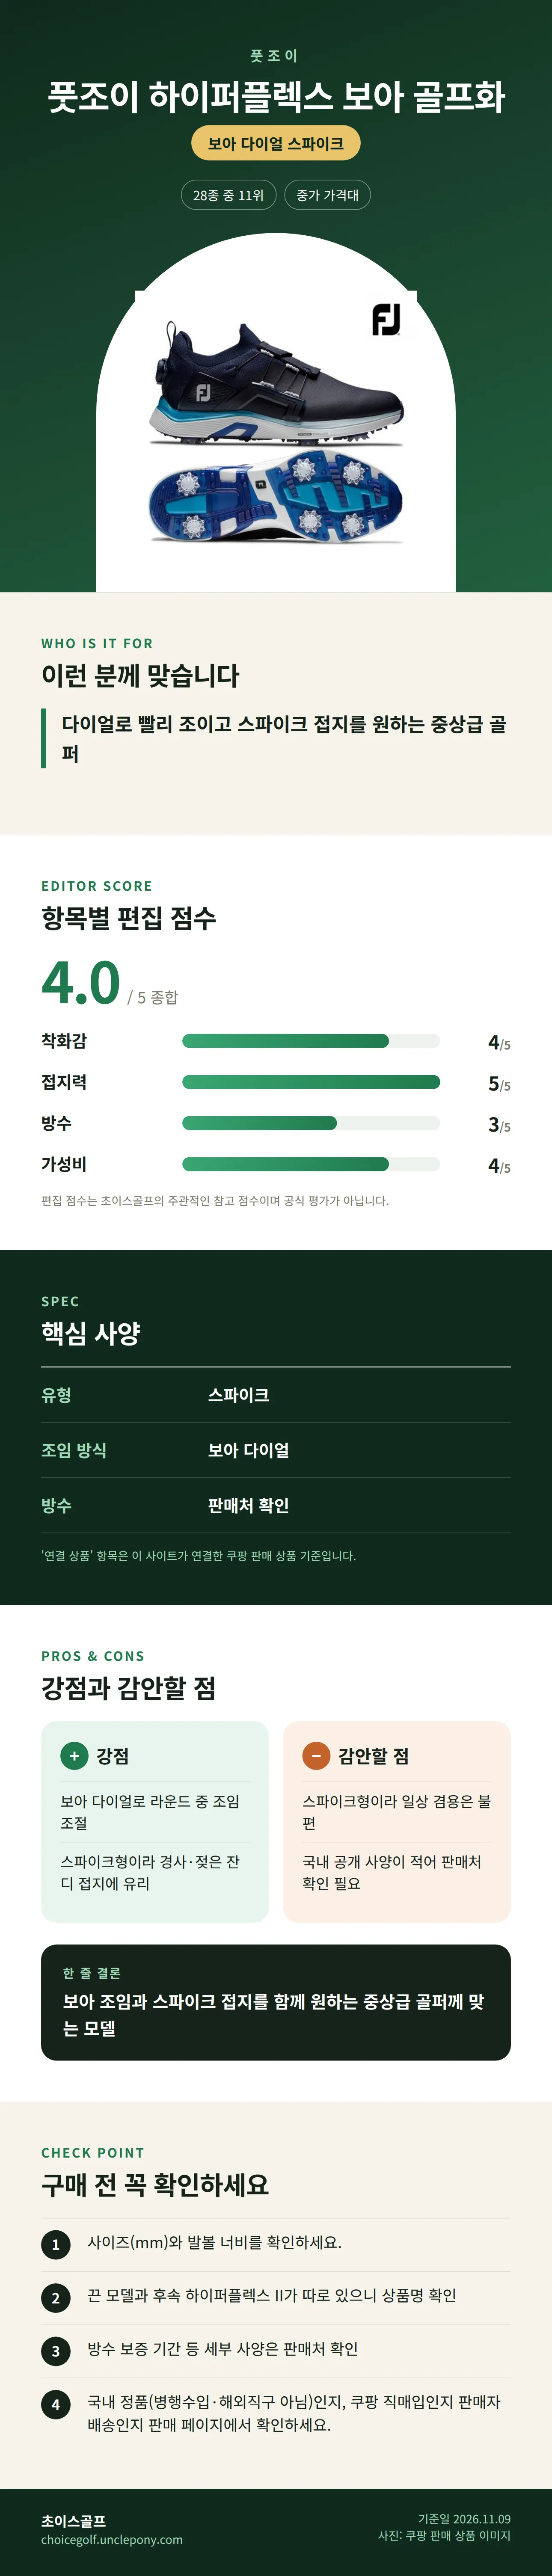 풋조이
풋조이 하이퍼플렉스 보아 골프화
보아 다이얼 스파이크
28종 중 11위
중가 가격대
FJ
FJ
WHO IS IT FOR
이런 분께 맞습니다
다이얼로 빨리 조이고 스파이크 접지를 원하는 중상급 골
퍼
EDITOR SCORE
항목별 편집 점수
4.0 / 5 종합
착화감 4/5
접지력 5/5
방수 3/5
가성비 4/5
편집 점수는 초이스골프의 주관적인 참고 점수이며 공식 평가가 아닙니다.
SPEC
핵심 사양
유형 스파이크
조임 방식 보아 다이얼
방수 판매처 확인
'연결 상품' 항목은 이 사이트가 연결한 쿠팡 판매 상품 기준입니다.
PROS & CONS
강점과 감안할 점
+ 강점
보아 다이얼로 라운드 중 조임
조절
스파이크형이라 경사·젖은 잔
디 접지에 유리
− 감안할 점
스파이크형이라 일상 겸용은 불
편
국내 공개 사양이 적어 판매처
확인 필요
한 줄 결론
보아 조임과 스파이크 접지를 함께 원하는 중상급 골퍼께 맞
는 모델
CHECK POINT
구매 전 꼭 확인하세요
1 사이즈(mm)와 발볼 너비를 확인하세요.
2 끈 모델과 후속 하이퍼플렉스 II가 따로 있으니 상품명 확인
3 방수 보증 기간 등 세부 사양은 판매처 확인
4 국내 정품(병행수입·해외직구 아님)인지, 쿠팡 직매입인지 판매자
배송인지 판매 페이지에서 확인하세요.
초이스골프
choicegolf.unclepony.com
기준일 2026.11.09
사진: 쿠팡 판매 상품 이미지